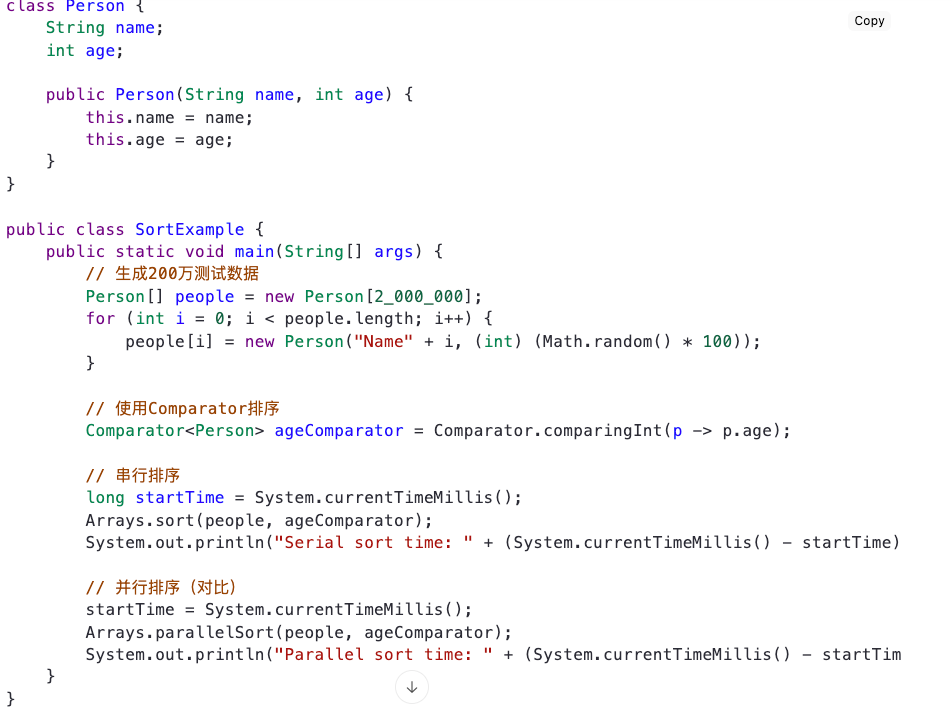 class Person {
    String name;
    int age;

    public Person(String name, int age) {
        this.name = name;
        this.age = age;
    }
}

public class SortExample {
    public static void main(String[] args) {
        // 生成200万测试数据
        Person[] people = new Person[2_000_000];
        for (int i = 0; i < people.length; i++) {
            people[i] = new Person("Name" + i, (int) (Math.random() * 100));
        }

        // 使用Comparator排序
        Comparator<Person> ageComparator = Comparator.comparingInt(p -> p.age);

        // 串行排序
        long startTime = System.currentTimeMillis();
        Arrays.sort(people, ageComparator);
        System.out.println("Serial sort time: " + (System.currentTimeMillis() - startTime)

        // 并行排序（对比）
        startTime = System.currentTimeMillis();
        Arrays.parallelSort(people, ageComparator);
        System.out.println("Parallel sort time: " + (System.currentTimeMillis() - startTim
    }
}
Copy